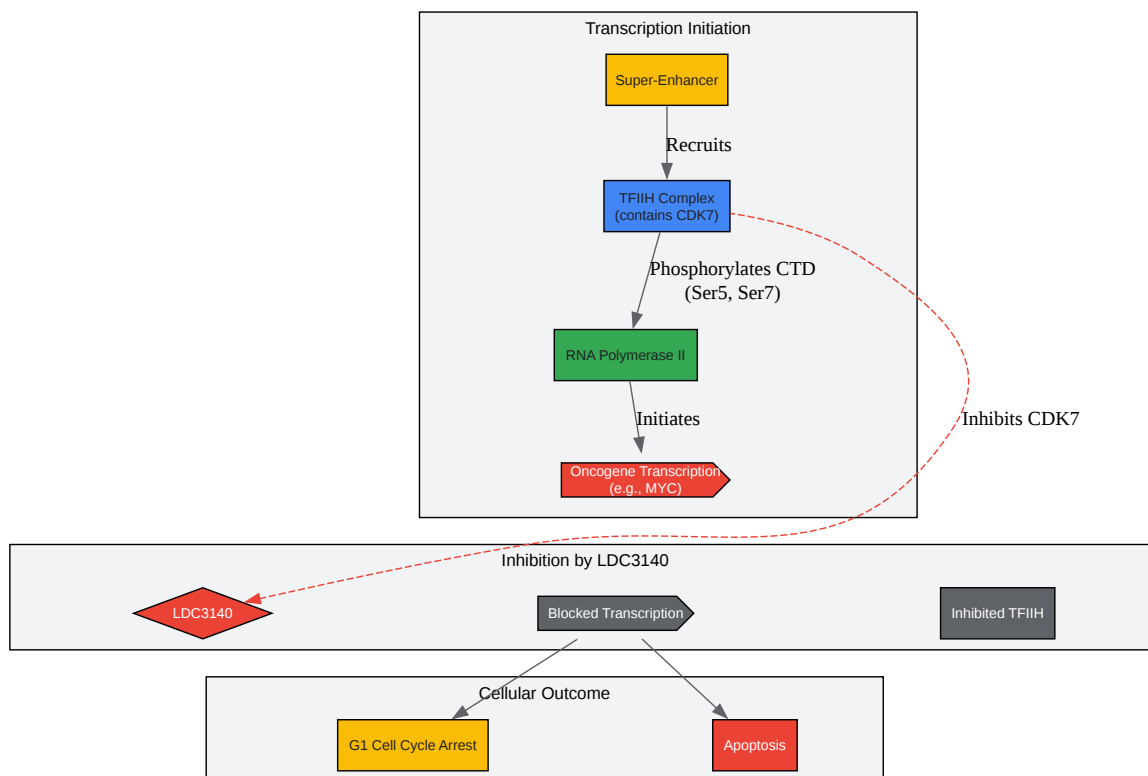 Transcription Initiation
Super-Enhancer
Recruits
TFIIH Complex
(contains CDK7)
Phosphorylates CTD
(Ser5, Ser7)
RNA Polymerase II
Initiates
Inhibits CDK7
Oncogene Transcription
(e.g., MYC)
Inhibition by LDC3140
LDC3140
Blocked Transcription
Inhibited TFIIH
Cellular Outcome
G1 Cell Cycle Arrest
Apoptosis